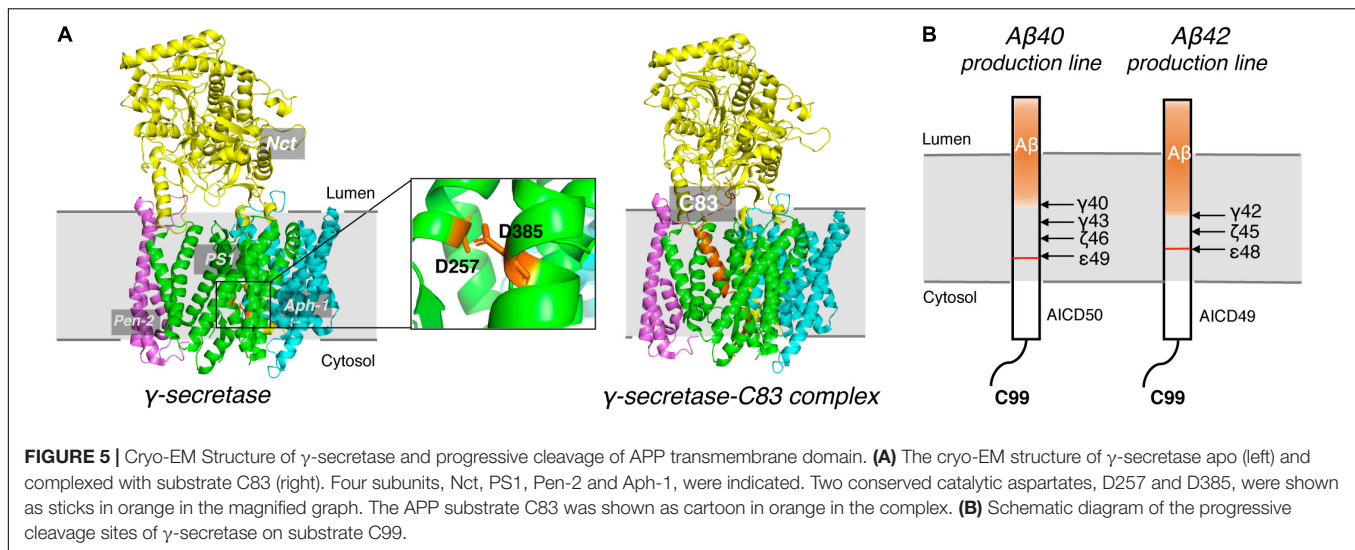 A
Nct
Lumen
PS1
Pen-2
Aph-1
Cytosol
γ-secretase
D385
D257
C83
γ-secretase-C83 complex
B
Aβ40
production line
Aβ42
production line
Lumen
Aβ
Aβ
γ40
γ43
ζ46
ε49
γ42
ζ45
ε48
Cytosol
AICD50
AICD49
C99
C99
FIGURE 5 | Cryo-EM Structure of γ-secretase and progressive cleavage of APP transmembrane domain. (A) The cryo-EM structure of γ-secretase apo (left) and
complexed with substrate C83 (right). Four subunits, Nct, PS1, Pen-2 and Aph-1, were indicated. Two conserved catalytic aspartates, D257 and D385, were shown
as sticks in orange in the magnified graph. The APP substrate C83 was shown as cartoon in orange in the complex. (B) Schematic diagram of the progressive
cleavage sites of γ-secretase on substrate C99.